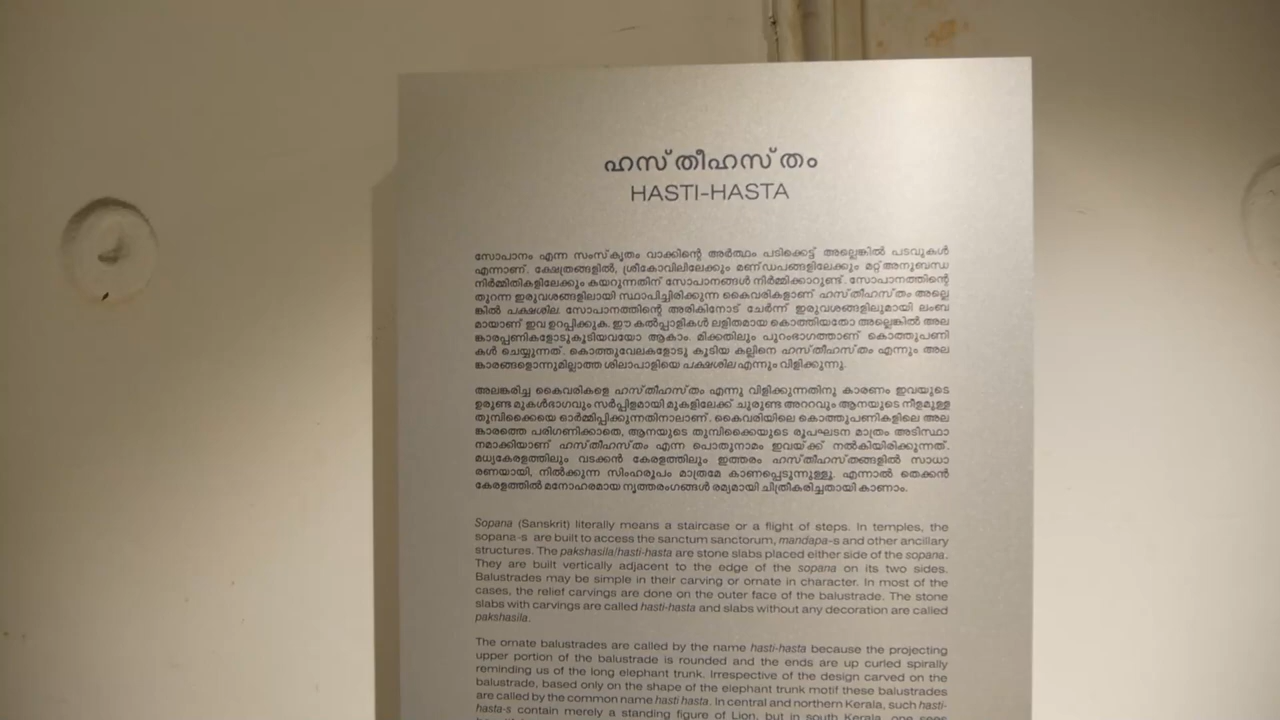 ഹസ്തീഹസ്തം
HASTI-HASTA
സോപാനം എന്ന സംസ്കൃതം വാക്കിന്റെ അർത്ഥം പടിക്കെട്ട് അല്ലെങ്കിൽ പടവുകൾ
എന്നാണ്. ക്ഷേത്രങ്ങളിൽ, ശ്രീകോവിലിലേക്കും മണ്ഡപങ്ങളിലേക്കും മറ്റ് അനുബന്ധ
നിർമ്മിതികളിലേക്കും കയറുന്നതിന് സോപാനങ്ങൾ നിർമ്മിക്കാറുണ്ട്. സോപാനത്തിന്റെ
തുറന്ന ഇരുവശങ്ങളിലായി സ്ഥാപിച്ചിരിക്കുന്ന കൈവരികളാണ് ഹസ്തീഹസ്തം അല്ലെ
ങ്കിൽ പക്ഷശില. സോപാനത്തിന്റെ അരികിനോട് ചേർന്ന് ഇരുവശങ്ങളിലുമായി ലംബ
മായാണ് ഇവ ഉറപ്പിക്കുക. ഈ കൽപ്പാളികൾ ലളിതമായ കൊത്തിയതോ അല്ലെങ്കിൽ അല
ങ്കാരപ്പണികളോടുകൂടിയവയോ ആകാം. മിക്കതിലും പുറംഭാഗത്താണ് കൊത്തുപണി
കൾ ചെയ്യുന്നത്. കൊത്തുവേലകളോടു കൂടിയ കല്ലിനെ ഹസ്തീഹസ്തം എന്നും അല
ങ്കാരങ്ങളൊന്നുമില്ലാത്ത ശിലാപാളിയെ പക്ഷശില എന്നും വിളിക്കുന്നു.
അലങ്കരിച്ച കൈവരികളെ ഹസ്തീഹസ്തം എന്നു വിളിക്കുന്നതിനു കാരണം ഇവയുടെ
ഉരുണ്ട മുകൾഭാഗവും സർപ്പിളമായി മുകളിലേക്ക് ചുരുണ്ട അററവും ആനയുടെ നീളമുള്ള
തുമ്പിക്കൈയെ ഓർമ്മിപ്പിക്കുന്നതിനാലാണ്. കൈവരിയിലെ കൊത്തുപണികളിലെ അല
ങ്കാരത്തെ പരിഗണിക്കാതെ, ആനയുടെ തുമ്പിക്കൈയുടെ രൂപഘടന മാത്രം അടിസ്ഥാ
നമാക്കിയാണ് ഹസ്തീഹസ്തം എന്ന പൊതുനാമം ഇവയ്ക്ക് നൽകിയിരിക്കുന്നത്.
മധ്യകേരളത്തിലും വടക്കൻ കേരളത്തിലും ഇത്തരം ഹസ്തീഹസ്തങ്ങളിൽ സാധാ
രണയായി, നിൽക്കുന്ന സിംഹരൂപം മാത്രമേ കാണപ്പെടുന്നുള്ളൂ. എന്നാൽ തെക്കൻ
കേരളത്തിൽ മനോഹരമായ നൃത്തരംഗങ്ങൾ രമ്യമായി ചിത്രീകരിച്ചതായി കാണാം.
Sopana (Sanskrit) literally means a staircase or a flight of steps. In temples, the
sopana-s are built to access the sanctum sanctorum, mandapa-s and other ancillary
structures. The pakshasila/hasti-hasta are stone slabs placed either side of the sopana.
They are built vertically adjacent to the edge of the sopana on its two sides.
Balustrades may be simple in their carving or ornate in character. In most of the
cases, the relief carvings are done on the outer face of the balustrade. The stone
slabs with carvings are called hasti-hasta and slabs without any decoration are called
pakshasila.
The ornate balustrades are called by the name hasti-hasta because the projecting
upper portion of the balustrade is rounded and the ends are up curled spirally
reminding us of the long elephant trunk. Irrespective of the design carved on the
balustrade, based only on the shape of the elephant trunk motif these balustrades
are called by the common name hasti hasta. In central and northern Kerala, such hasti-
hasta-s contain merely a standing figure of Lion, but in south Kerala, one sees